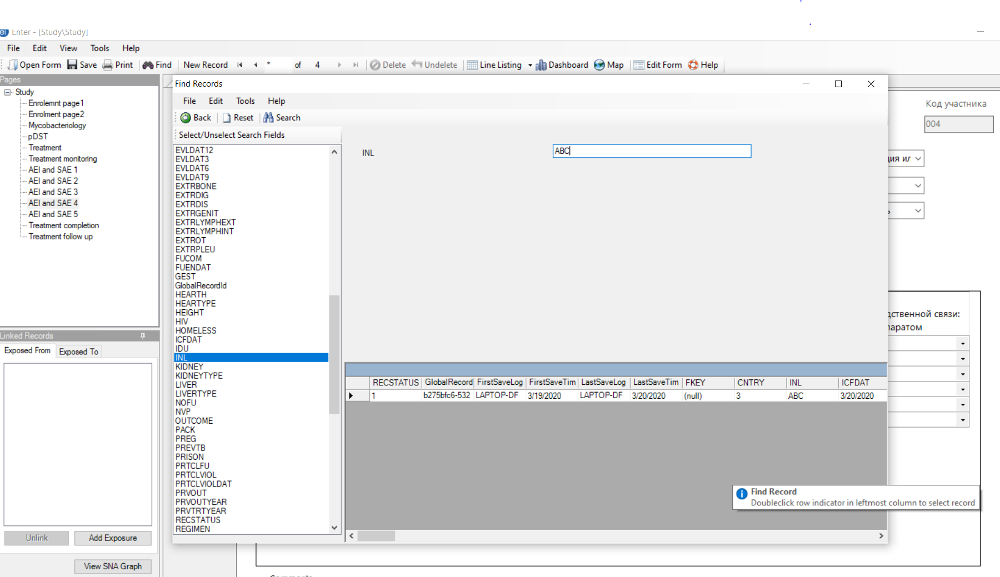 Enter - [Study\Study]
File Edit View Tools Help
Open Form Save Print Find New Record * of 4 Delete Undelete Line Listing Dashboard Map Edit Form Help
Pages
Study
Enrolemnt page1
Enrolment page2
Mycobacteriology
pDST
Treatment
Treatment monitoring
AEI and SAE 1
AEI and SAE 2
AEI and SAE 3
AEI and SAE 4
AEI and SAE 5
Treatment completion
Treatment follow up
Linked Records
Exposed From Exposed To
Unlink Add Exposure
View SNA Graph
Find Records
File Edit Tools Help
Back Reset Search
Select/Unselect Search Fields
EVLDAT12
EVLDAT3
EVLDAT6
EVLDAT9
EXTRBONE
EXTRDIG
EXTRDIS
EXTRGENIT
EXTRLYMPHEXT
EXTRLYMPHINT
EXTROT
EXTRPLEU
FUCOM
FUENDAT
GEST
GlobalRecordId
HEARTH
HEARTYPE
HEIGHT
HIV
HOMELESS
ICFDAT
IDU
INL
KIDNEY
KIDNEYTYPE
LIVER
LIVERTYPE
NOFU
NVP
OUTCOME
PACK
PREG
PREVTB
PRISON
PRTCLFU
PRTCLVIOL
PRTCLVIOLDAT
PRVOUT
PRVOUTYEAR
PRVTRTYEAR
RECSTATUS
REGIMEN
INL ABC
RECSTATUS GlobalRecord FirstSaveLog FirstSaveTim LastSaveLog LastSaveTim FKEY CNTRY INL ICFDAT
1 b275bfc6-532 LAPTOP-DF 3/19/2020 LAPTOP-DF 3/20/2020 (null) 3 ABC 3/20/2020
Find Record
Doubleclick row indicator in leftmost column to select record
Код участника
004
ция ил
дственной связи:
паратом